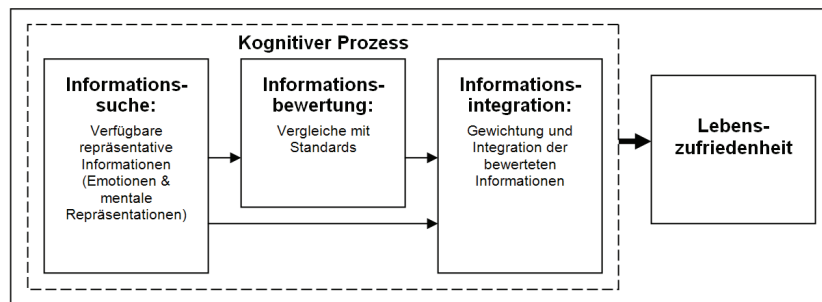 Kognitiver Prozess
Informations-
suche:
Verfügbare
repräsentative
Informationen
(Emotionen &
mentale
Repräsentationen)
Informations-
bewertung:
Vergleiche mit
Standards
Informations-
integration:
Gewichtung und
Integration der
bewerteten
Informationen
Lebens-
zufriedenheit